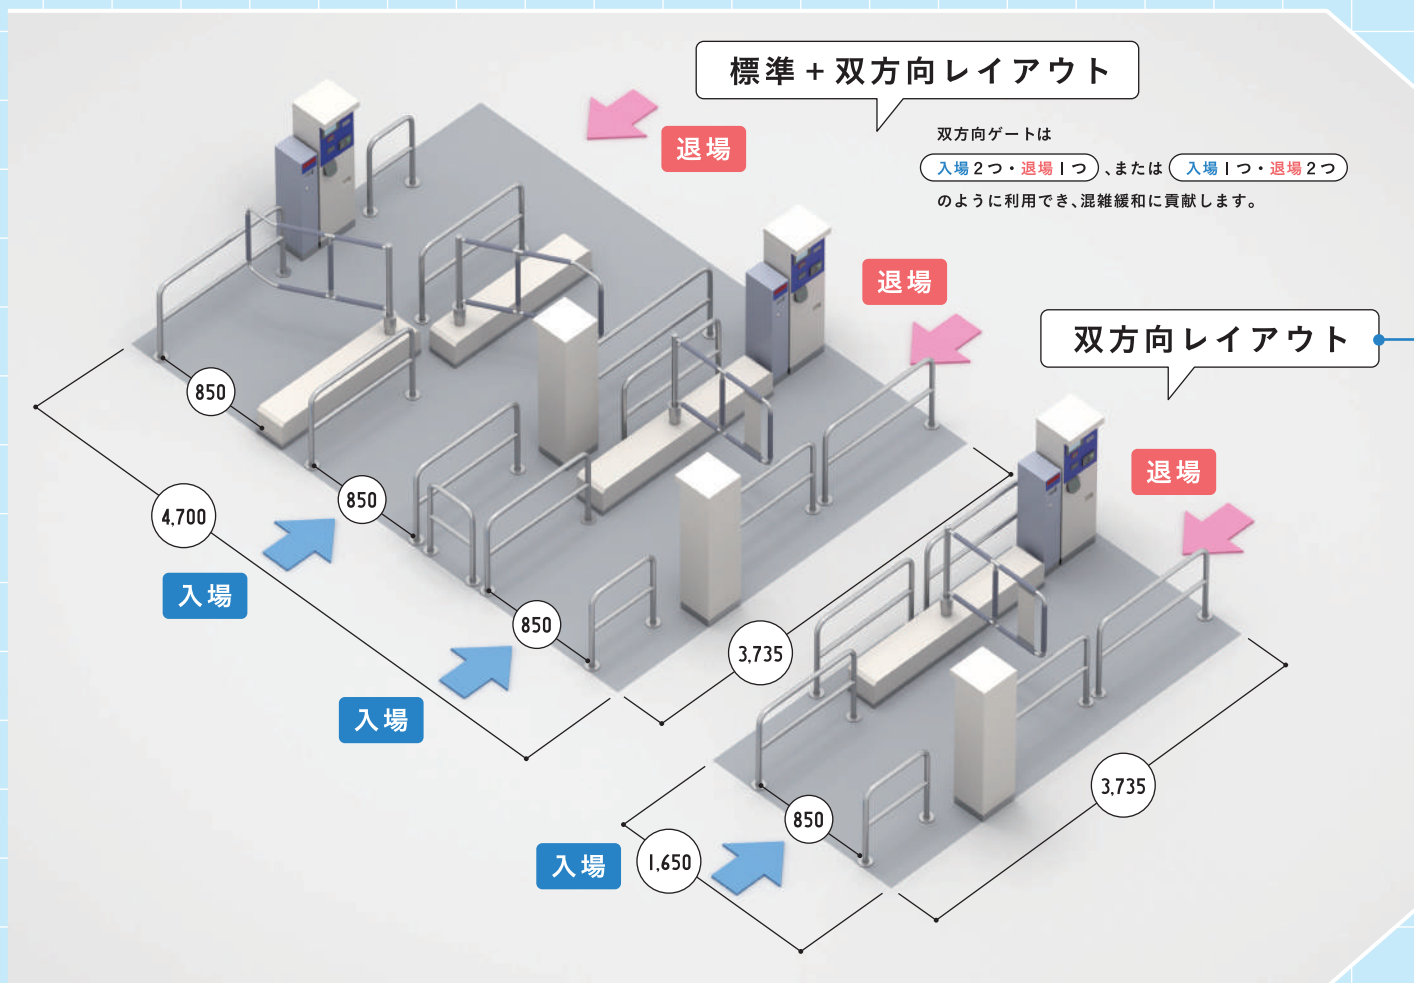 標準+双方向レイアウト
双方向ゲートは
入場2つ・退場1つ、または 入場1つ・退場2つ
のように利用でき、混雑緩和に貢献します。
退場
退場
双方向レイアウト
退場
850
850
4,700
入場
850
3,735
入場
3,735
850
入場
1,650